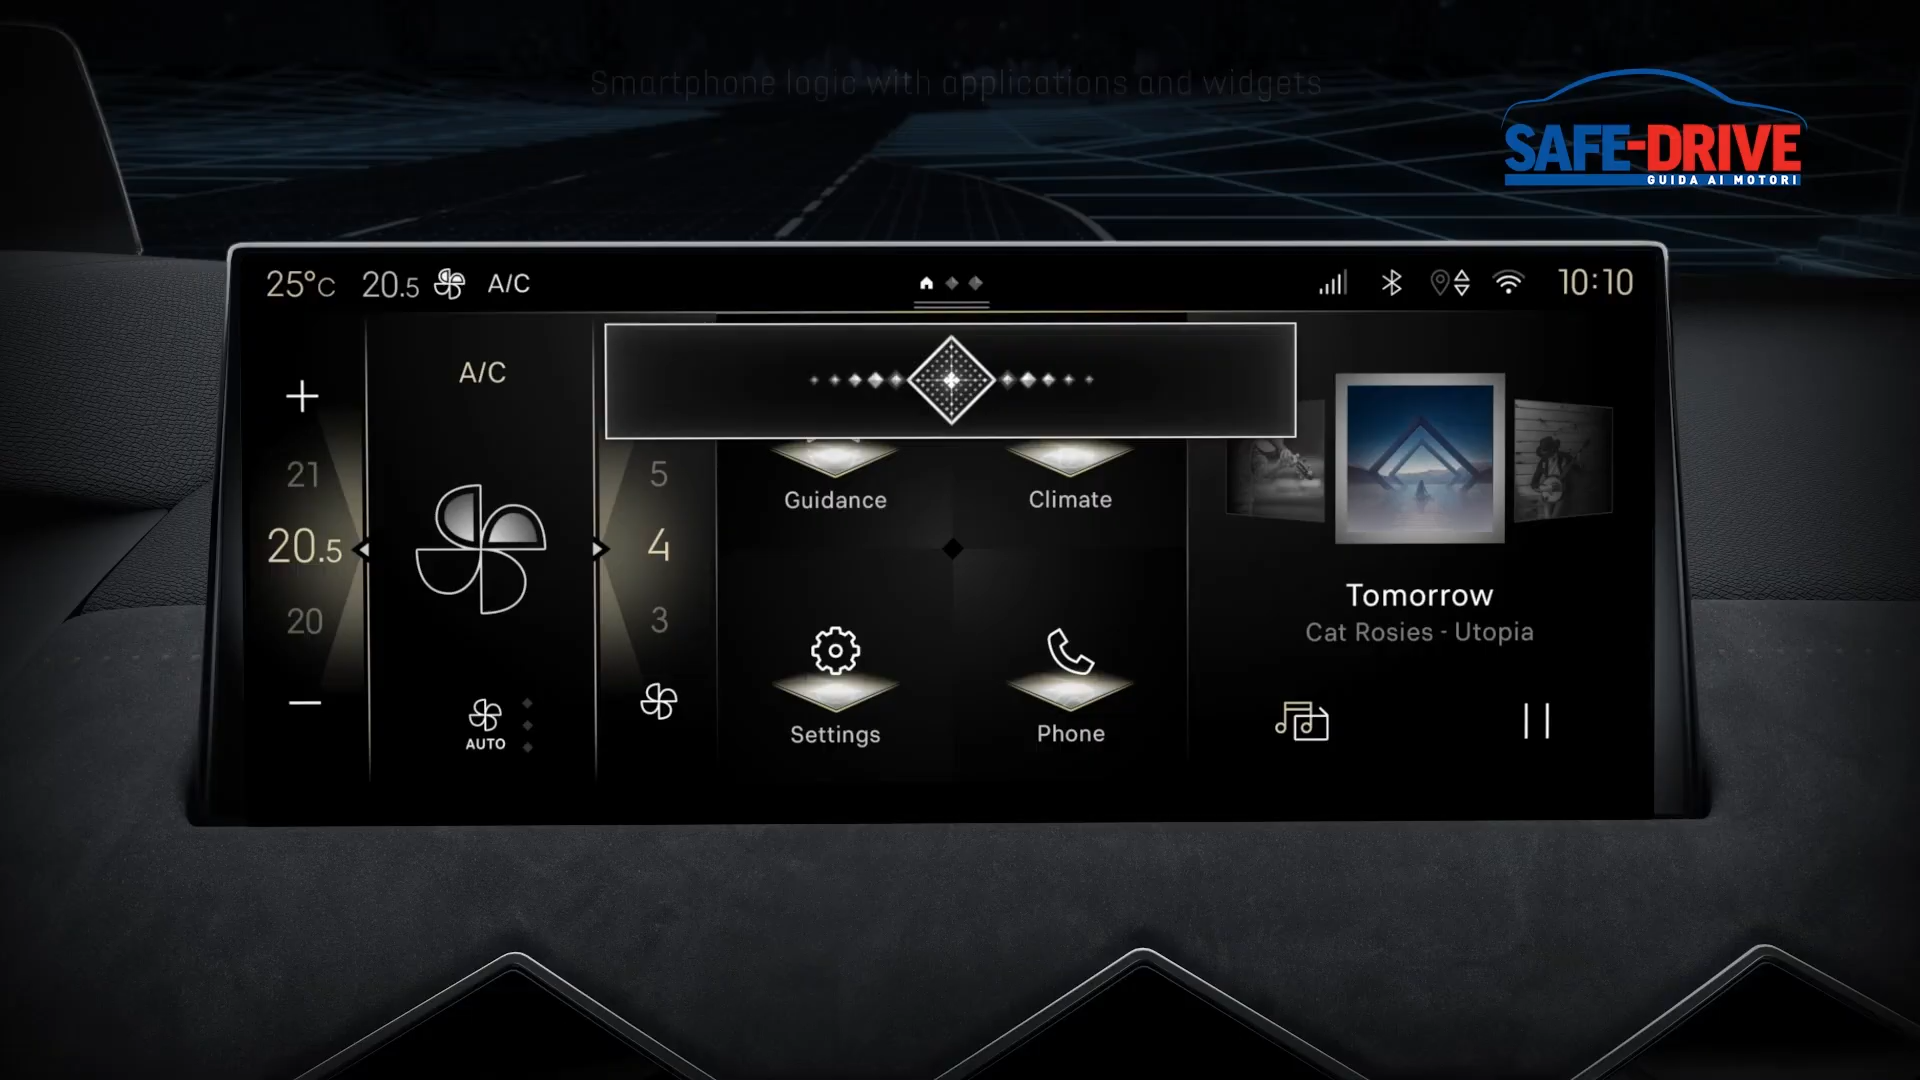 Smartphone logic with applications and widgets
SAFE-DRIVE
GUIDA AI MOTORI
25°C 20.5 A/C 10:10
A/C
21
20.5
20
AUTO
5
4
3
Guidance
Climate
Settings
Phone
Tomorrow
Cat Rosies - Utopia